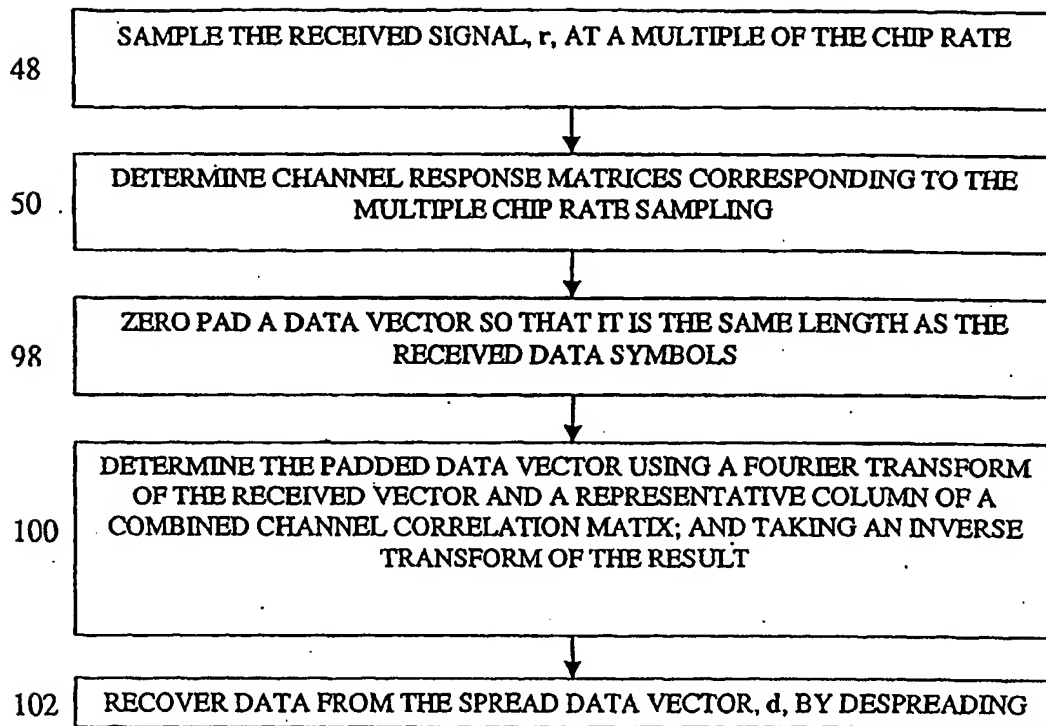 48
SAMPLE THE RECEIVED SIGNAL, r, AT A MULTIPLE OF THE CHIP RATE
50
DETERMINE CHANNEL RESPONSE MATRICES CORRESPONDING TO THE
MULTIPLE CHIP RATE SAMPLING
98
ZERO PAD A DATA VECTOR SO THAT IT IS THE SAME LENGTH AS THE
RECEIVED DATA SYMBOLS
100
DETERMINE THE PADDED DATA VECTOR USING A FOURIER TRANSFORM
OF THE RECEIVED VECTOR AND A REPRESENTATIVE COLUMN OF A
COMBINED CHANNEL CORRELATION MATIX; AND TAKING AN INVERSE
TRANSFORM OF THE RESULT
102
RECOVER DATA FROM THE SPREAD DATA VECTOR, d, BY DESPREADING